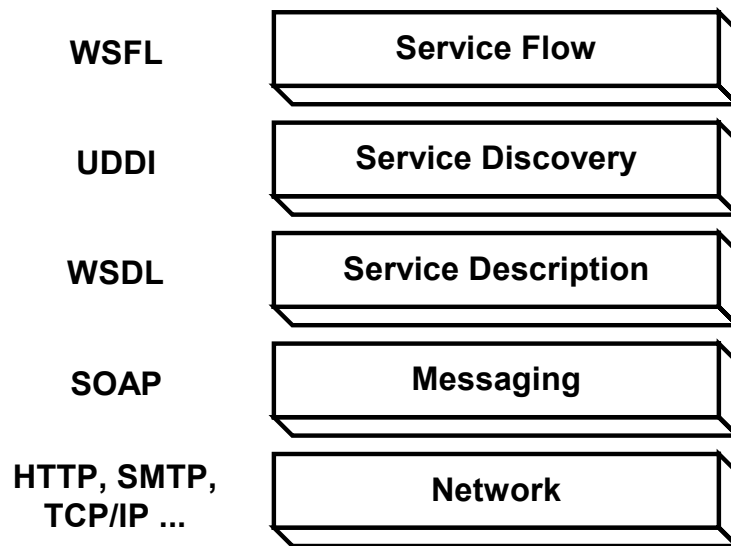 WSFL
Service Flow
UDDI
Service Discovery
WSDL
Service Description
SOAP
Messaging
HTTP, SMTP,
TCP/IP ...
Network